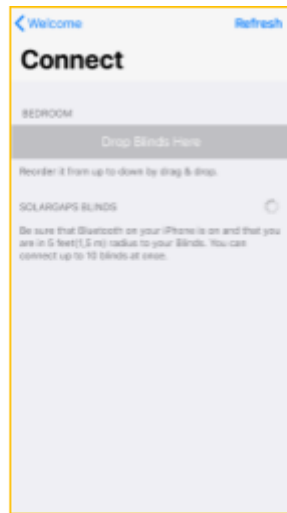 Welcome
Refresh
Connect
BEDROOM
Drop Blinds Here
Reorder it from up to down by drag & drop.
SOLARGAPS BLINDS
Be sure that Bluetooth on your iPhone is on and that you
are in 5 feet(1,5 m) radius to your Blinds. You can
connect up to 10 blinds at once.